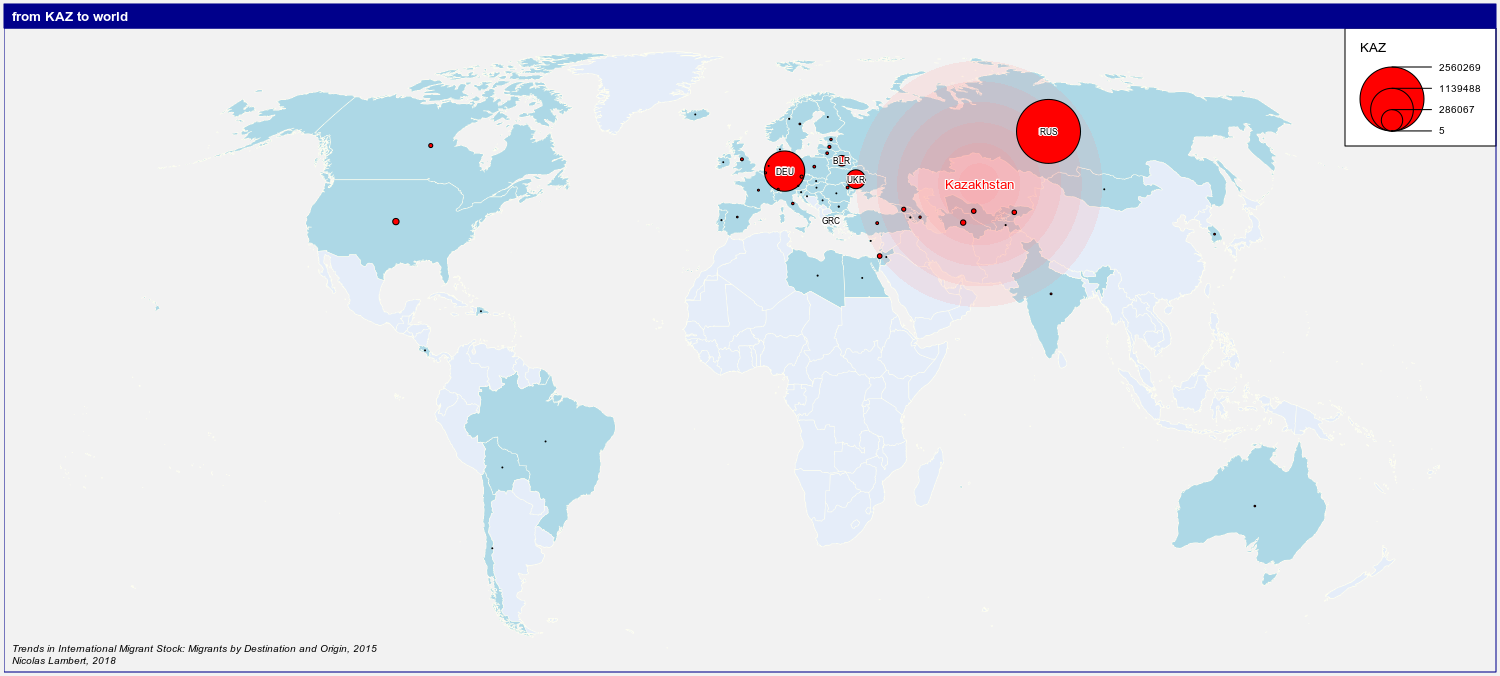 from KAZ to world
KAZ
2560269
1139488
286067
5
RUS
BLR
DEU
UKR
Kazakhstan
GRC
Trends in International Migrant Stock: Migrants by Destination and Origin, 2015
Nicolas Lambert, 2018